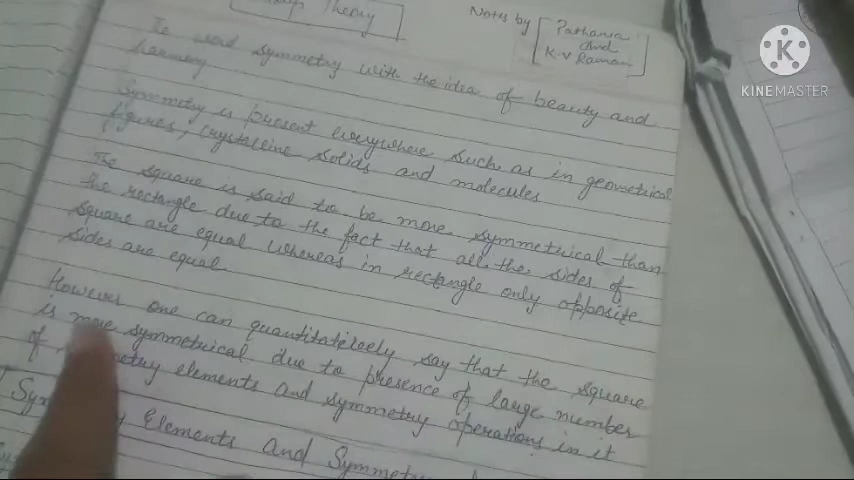 Theory
Notes by Pathania
and
K.V Raman
The word symmetry with the idea of beauty and
harmony
Symmetry is present everywhere such as in geometrical
figures, crystalline solids and molecules
The square is said to be more symmetrical than
the rectangle due to the fact that all the sides of
square are equal whereas in rectangle only opposite
sides are equal.
However one can quantitatively say that the square
is more symmetrical due to presence of large number
of elements and symmetry operations in it
Elements and
K
KINEMASTER